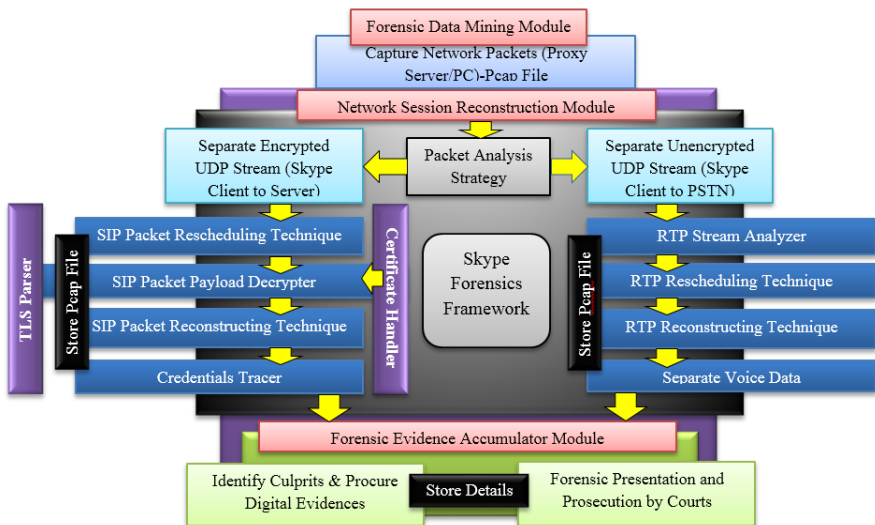 Forensic Data Mining Module
Capture Network Packets (Proxy
Server/PC)-Pcap File
Network Session Reconstruction Module
Separate Encrypted
UDP Stream (Skype
Client to Server)
Packet Analysis
Strategy
Separate Unencrypted
UDP Stream (Skype
Client to PSTN)
TLS Parser
Store Pcap File
SIP Packet Rescheduling Technique
SIP Packet Payload Decrypter
SIP Packet Reconstructing Technique
Credentials Tracer
Certificate Handler
Skype
Forensics
Framework
Store Pcap File
RTP Stream Analyzer
RTP Rescheduling Technique
RTP Reconstructing Technique
Separate Voice Data
Forensic Evidence Accumulator Module
Identify Culprits & Procure
Digital Evidences
Store Details
Forensic Presentation and
Prosecution by Courts